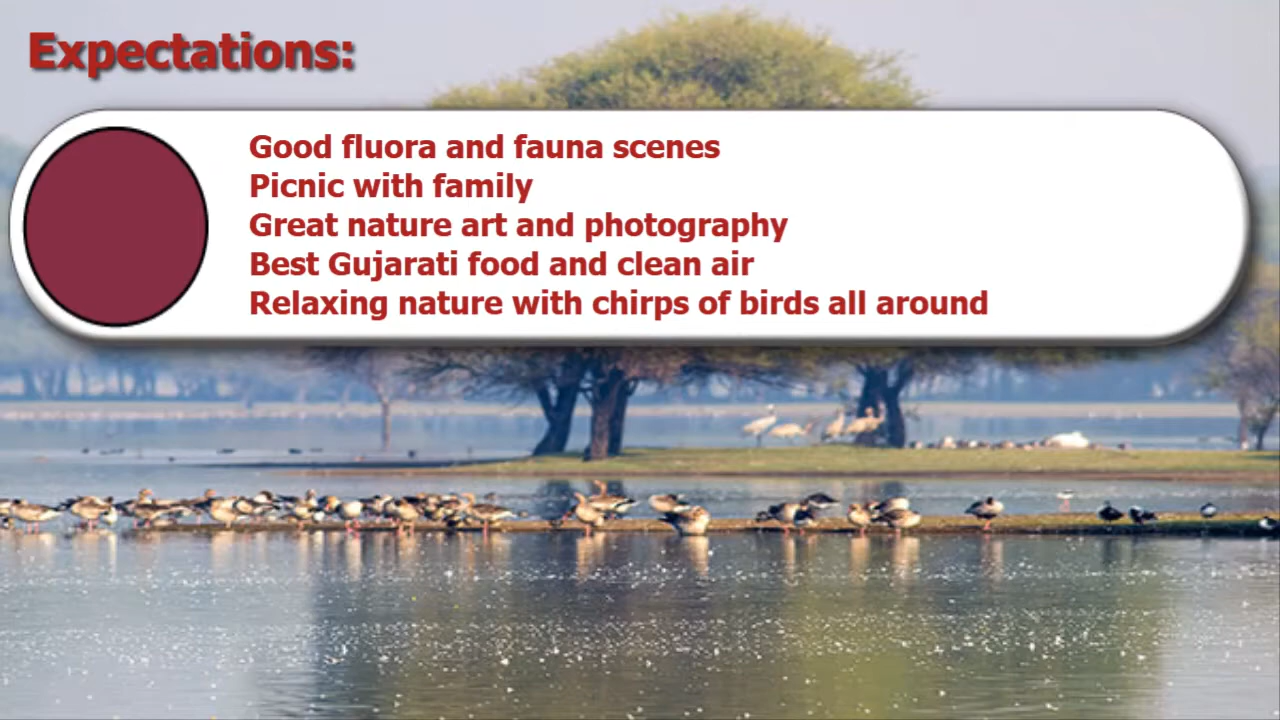 Expectations:
Good fluora and fauna scenes
Picnic with family
Great nature art and photography
Best Gujarati food and clean air
Relaxing nature with chirps of birds all around